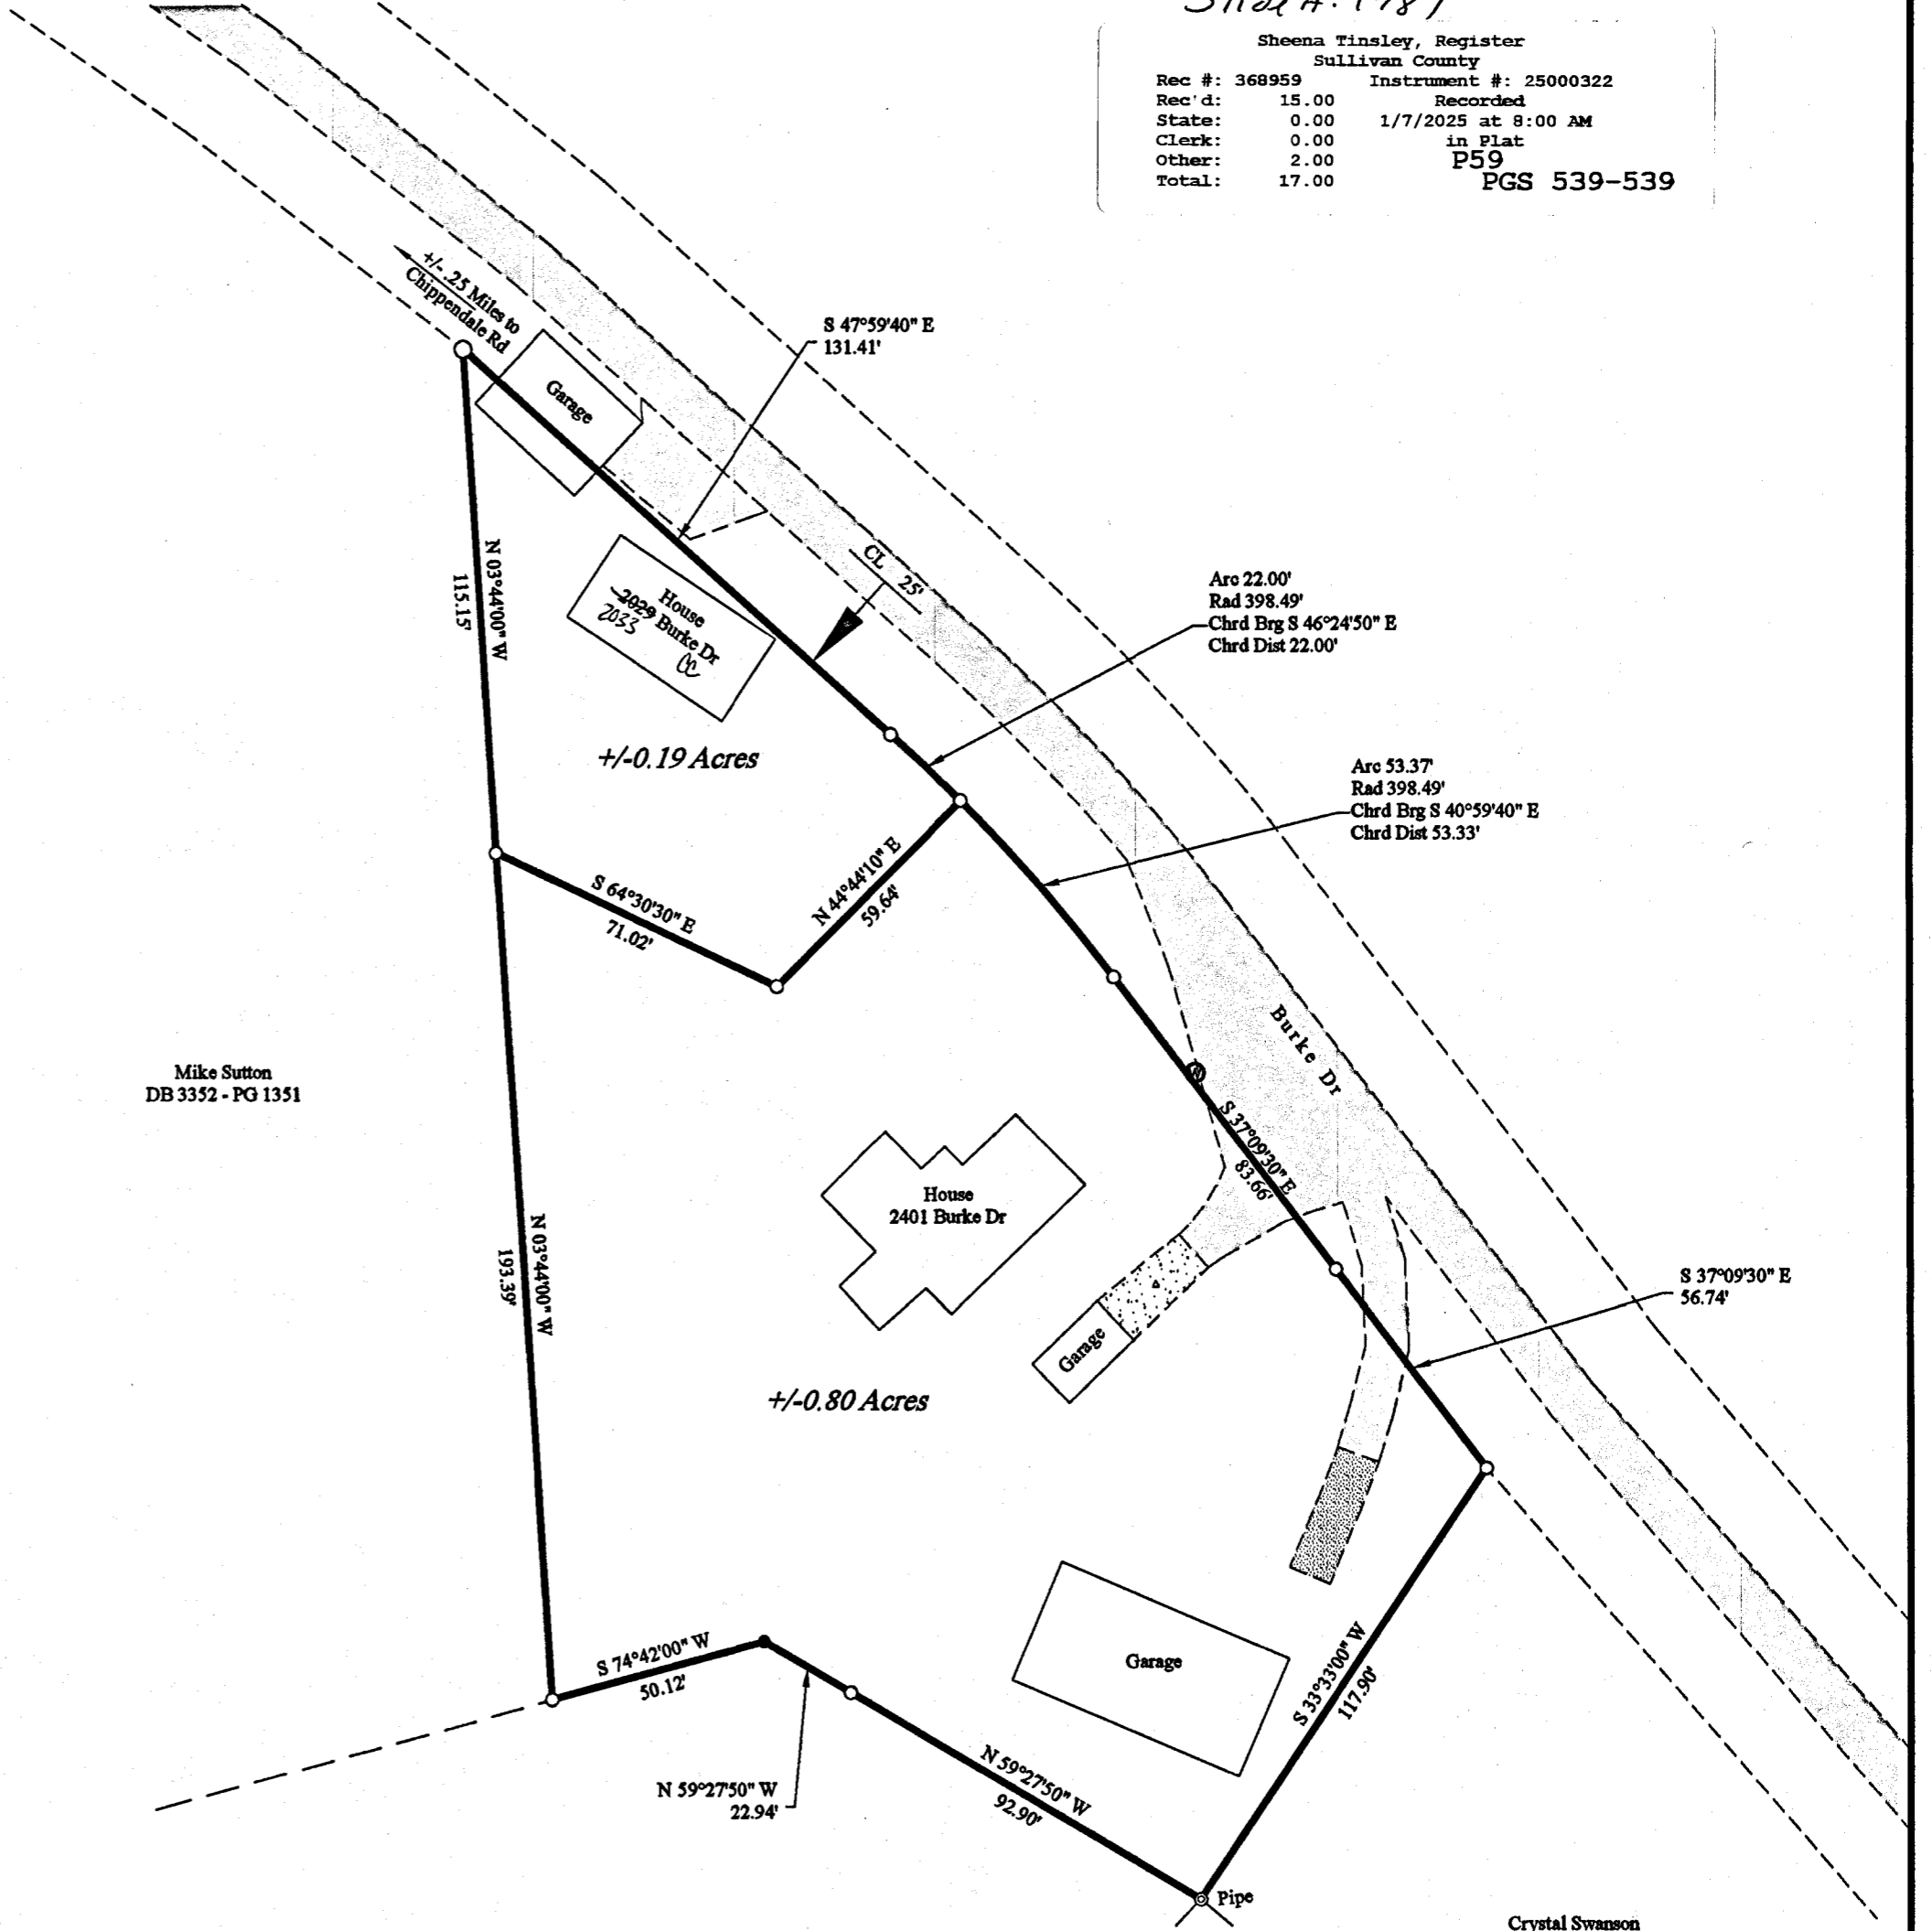 Sheena Tinsley, Register
Sullivan County
Rec #: 368959 Instrument #: 25000322
Rec'd: 15.00 Recorded
State: 0.00 1/7/2025 at 8:00 AM
Clerk: 0.00 in Plat
Other: 2.00 P59
Total: 17.00 PGS 539-539
+/- .25 Miles to
Chippendale Rd
S 47°59'40" E
131.41'
Garage
N 03°44'00" W
115.15'
House
2029 Burke Dr
2033
CC
CL 25'
Arc 22.00'
Rad 398.49'
Chrd Brg S 46°24'50" E
Chrd Dist 22.00'
+/-0.19 Acres
Arc 53.37'
Rad 398.49'
Chrd Brg S 40°59'40" E
Chrd Dist 53.33'
S 64°30'30" E
71.02'
N 44°44'10" E
59.64'
Mike Sutton
DB 3352 - PG 1351
Burke Dr
S 37°09'30" E
83.66'
House
2401 Burke Dr
N 03°44'00" W
193.39'
S 37°09'30" E
56.74'
Garage
+/-0.80 Acres
S 74°42'00" W
50.12'
Garage
S 33°33'00" W
117.90'
N 59°27'50" W
22.94'
N 59°27'50" W
92.90'
Pipe
Crystal Swanson